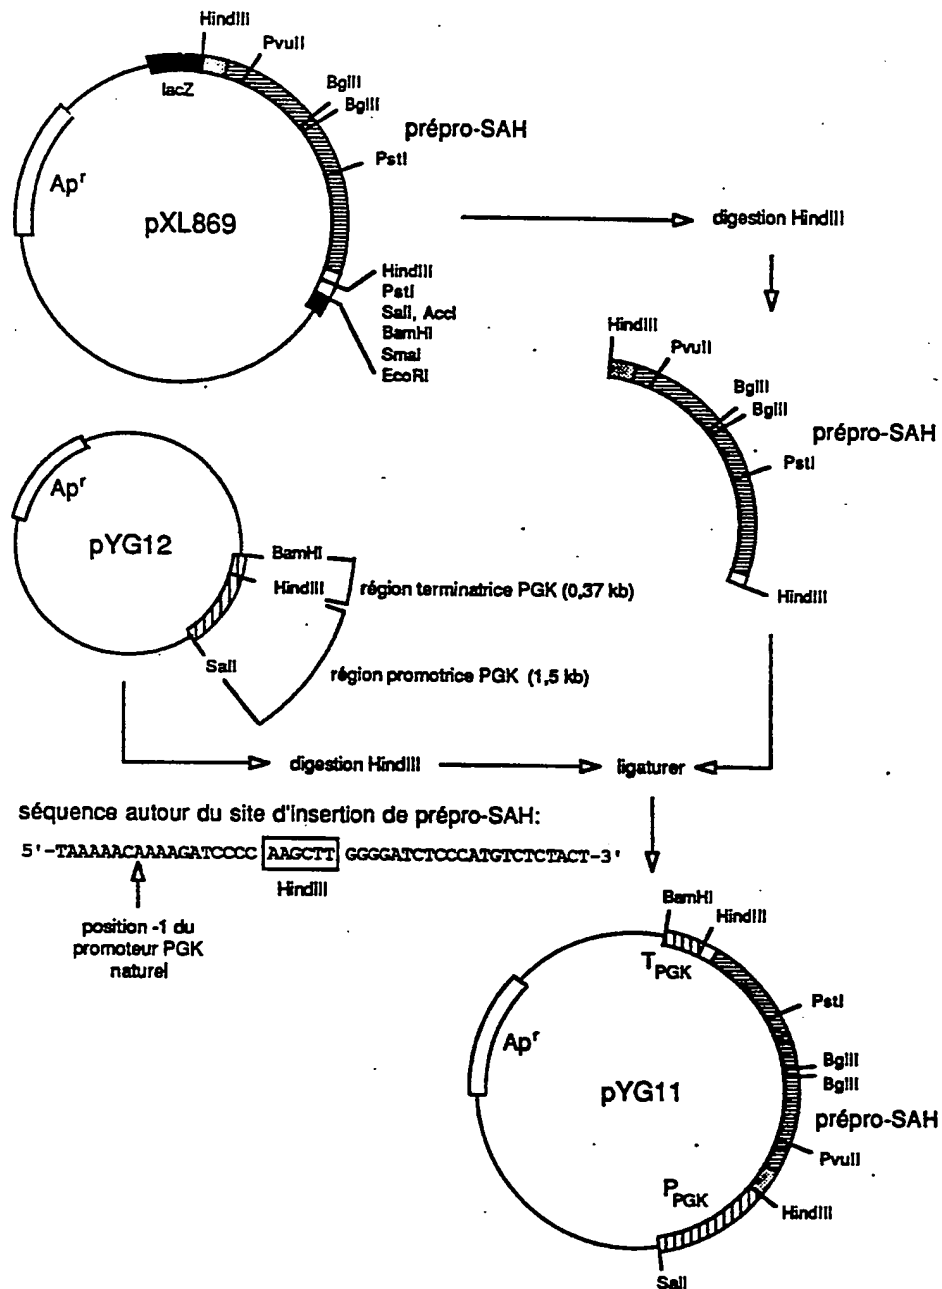 HindIII
PvuII
lacZ
BglII
BglII
prépro-SAH
PstI
Apʳ
pXL869
digestion HindIII
HindIII
PstI
SalI, AccI
BamHI
SmaI
EcoRI
HindIII
PvuII
BglII
BglII
prépro-SAH
PstI
HindIII
Apʳ
pYG12
BamHI
HindIII
région terminatrice PGK (0,37 kb)
SalI
région promotrice PGK (1,5 kb)
digestion HindIII
ligaturer
séquence autour du site d'insertion de prépro-SAH:
5'-TAAAAACAAAAGATCCCC AAGCTT GGGGATCTCCCATGTCTCTACT-3'
HindIII
position -1 du
promoteur PGK
naturel
BamHI
HindIII
T PGK
PstI
Apʳ
BglII
BglII
pYG11
prépro-SAH
PvuII
P PGK
HindIII
SalI